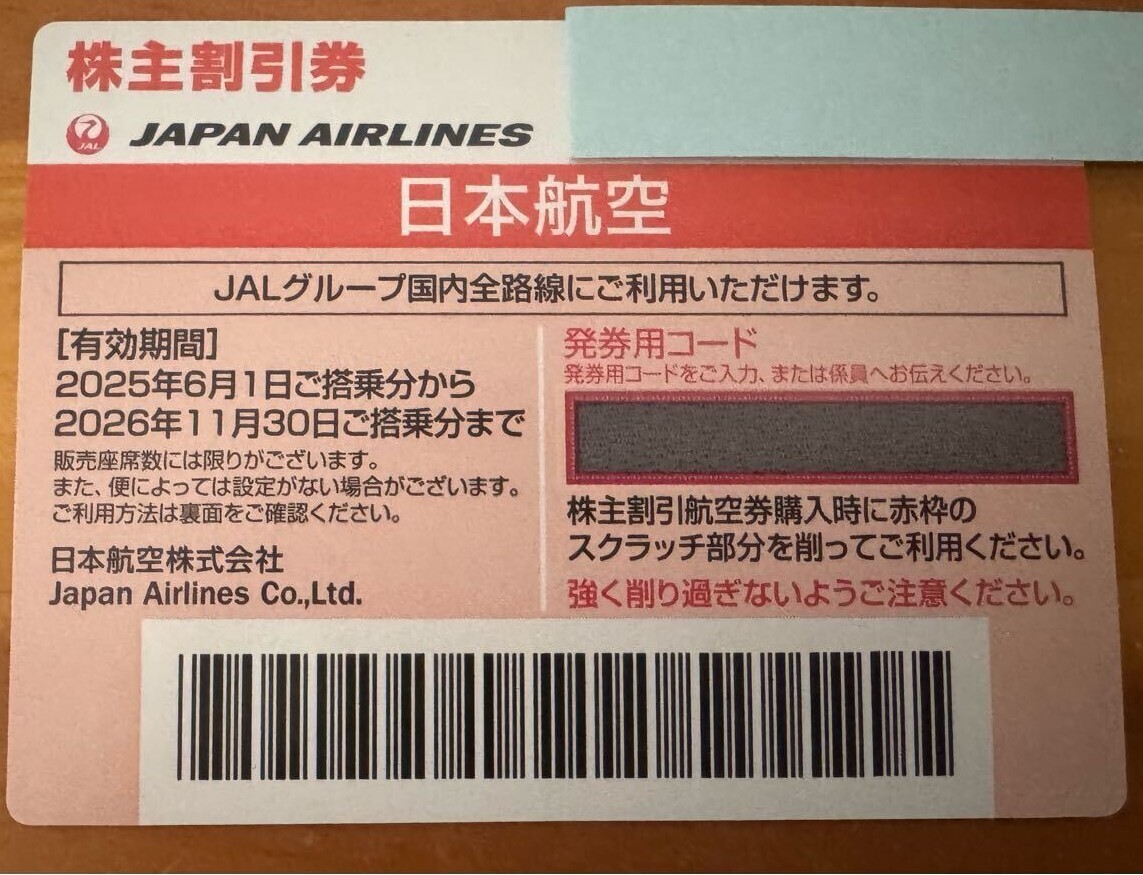 株主割引券
JAL JAPAN AIRLINES
日本航空
JALグループ国内全路線にご利用いただけます。
[有効期間]
2025年6月1日ご搭乗分から
2026年11月30日ご搭乗分まで
販売座席数には限りがございます。
また、便によっては設定がない場合がございます。
ご利用方法は裏面をご確認ください。
日本航空株式会社
Japan Airlines Co.,Ltd.
発券用コード
発券用コードをご入力、または係員へお伝えください。
株主割引航空券購入時に赤枠の
スクラッチ部分を削ってご利用ください。
強く削り過ぎないようご注意ください。